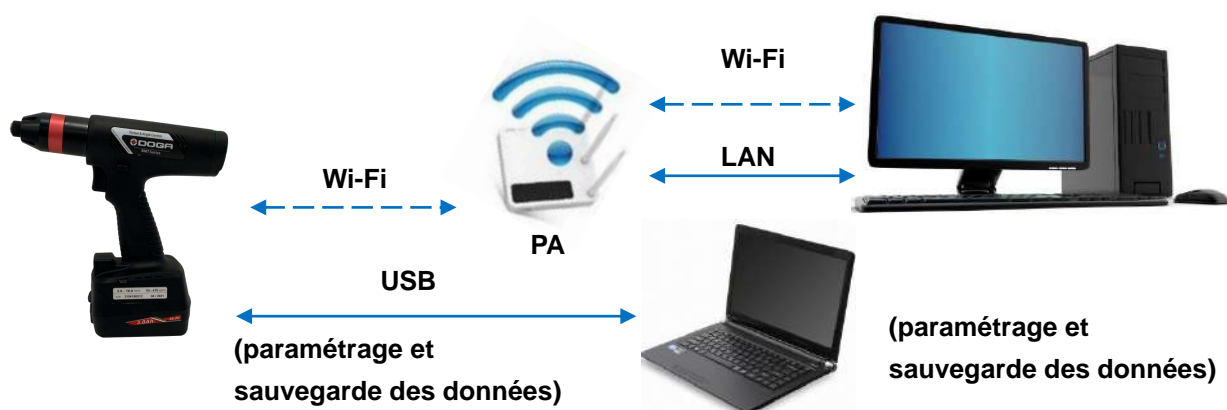 Wi-Fi
LAN
Wi-Fi
PA
USB
(paramétrage et
sauvegarde des données)
(paramétrage et
sauvegarde des données)
DOGA